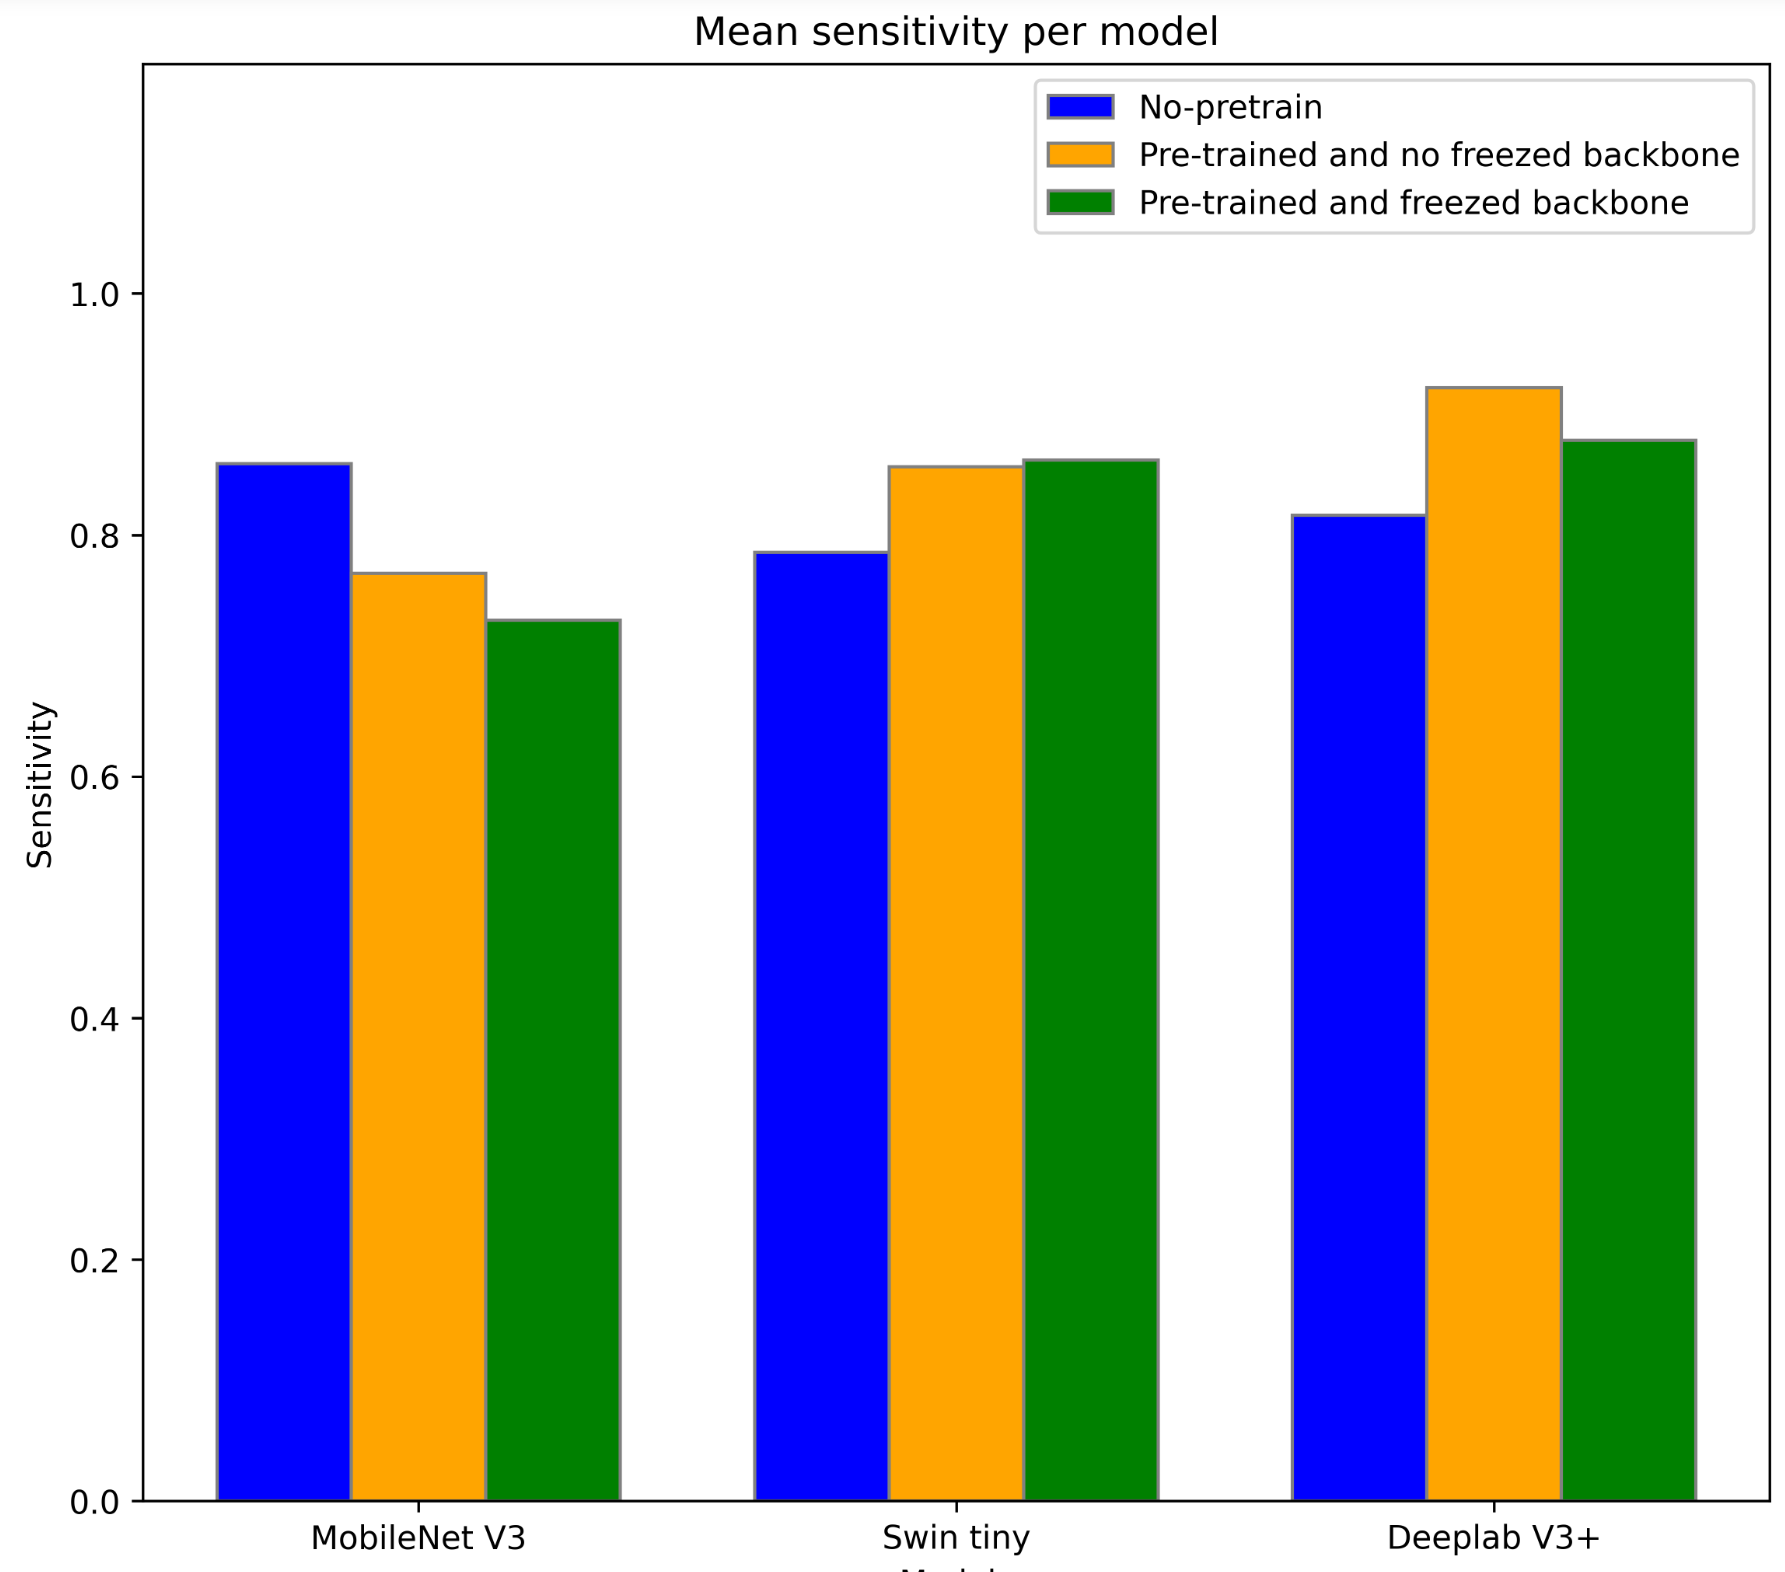 Mean sensitivity per model
No-pretrain
Pre-trained and no freezed backbone
Pre-trained and freezed backbone
1.0
0.8
0.6
0.4
0.2
0.0
Sensitivity
MobileNet V3
Swin tiny
Deeplab V3+